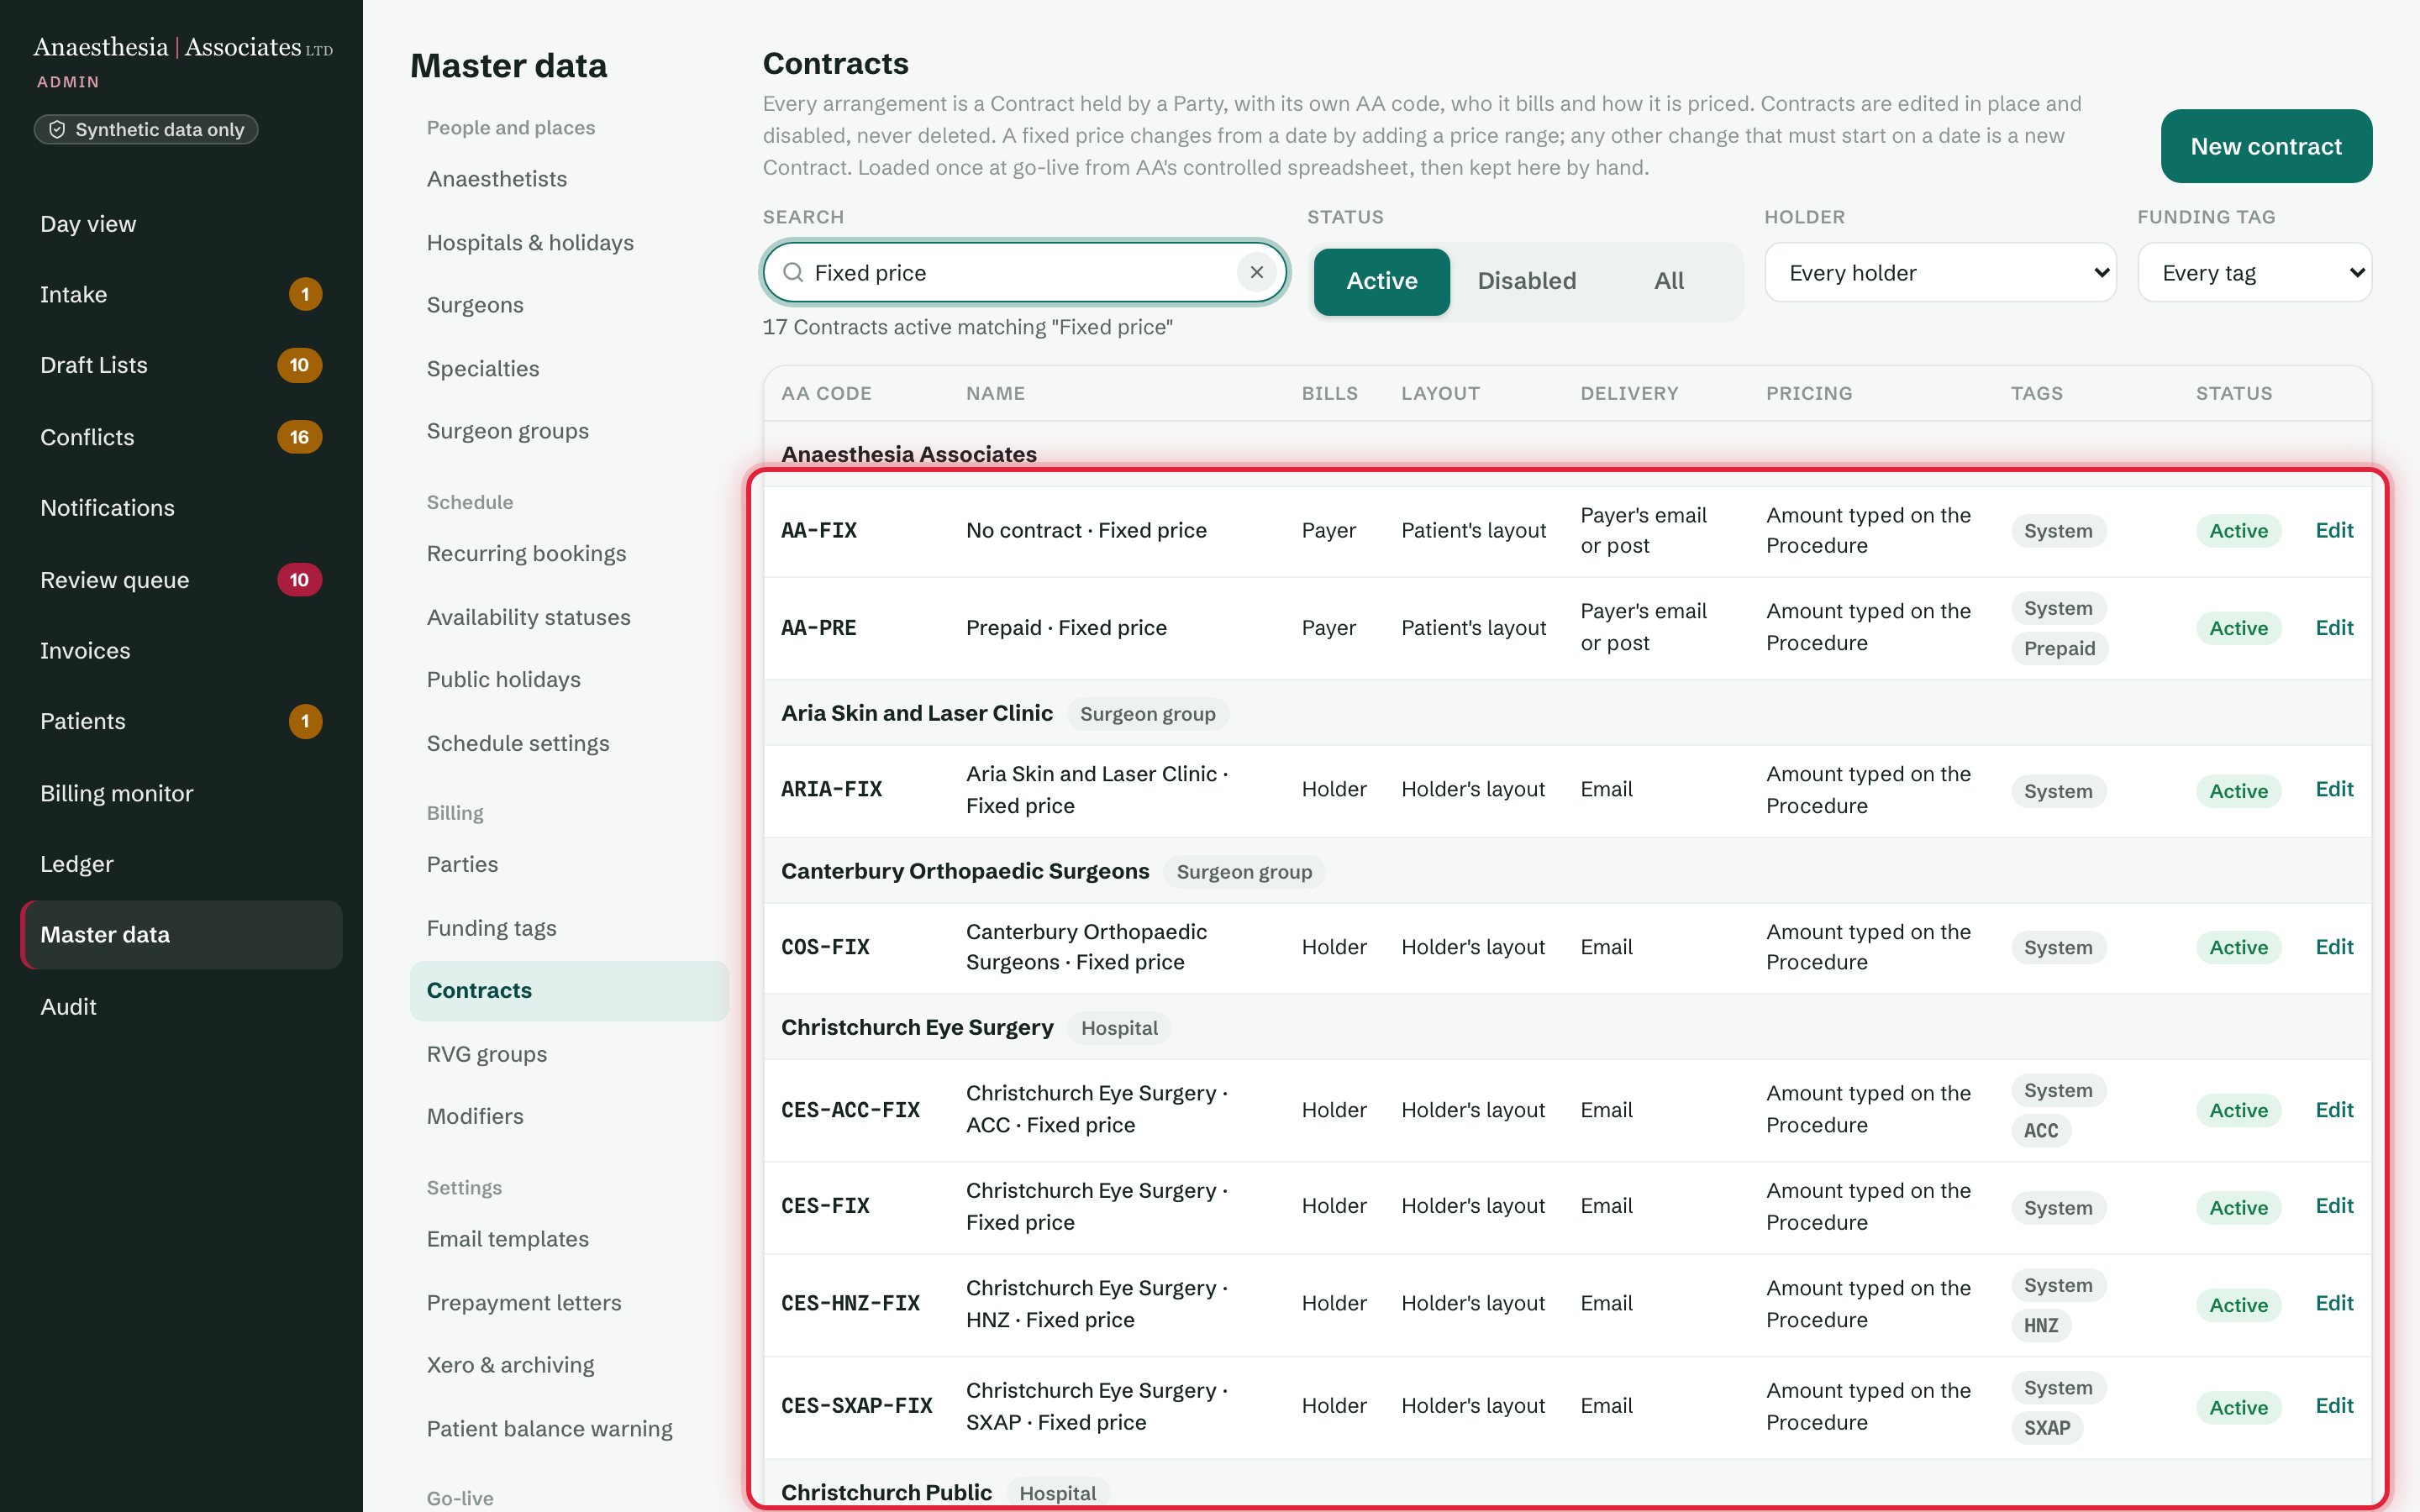 Anaesthesia | Associates LTD
ADMIN
Synthetic data only
Day view
Intake 1
Draft Lists 10
Conflicts 16
Notifications
Review queue 10
Invoices
Patients 1
Billing monitor
Ledger
Master data
Audit
Master data
People and places
Anaesthetists
Hospitals & holidays
Surgeons
Specialties
Surgeon groups
Schedule
Recurring bookings
Availability statuses
Public holidays
Schedule settings
Billing
Parties
Funding tags
Contracts
RVG groups
Modifiers
Settings
Email templates
Prepayment letters
Xero & archiving
Patient balance warning
Go-live
Contracts
Every arrangement is a Contract held by a Party, with its own AA code, who it bills and how it is priced. Contracts are edited in place and
disabled, never deleted. A fixed price changes from a date by adding a price range; any other change that must start on a date is a new
Contract. Loaded once at go-live from AA's controlled spreadsheet, then kept here by hand.
New contract
SEARCH STATUS HOLDER FUNDING TAG
Fixed price Active Disabled All Every holder Every tag
17 Contracts active matching "Fixed price"
AA CODE NAME BILLS LAYOUT DELIVERY PRICING TAGS STATUS
Anaesthesia Associates
AA-FIX No contract · Fixed price Payer Patient's layout Payer's email or post Amount typed on the Procedure System Active Edit
AA-PRE Prepaid · Fixed price Payer Patient's layout Payer's email or post Amount typed on the Procedure System Prepaid Active Edit
Aria Skin and Laser Clinic Surgeon group
ARIA-FIX Aria Skin and Laser Clinic · Fixed price Holder Holder's layout Email Amount typed on the Procedure System Active Edit
Canterbury Orthopaedic Surgeons Surgeon group
COS-FIX Canterbury Orthopaedic Surgeons · Fixed price Holder Holder's layout Email Amount typed on the Procedure System Active Edit
Christchurch Eye Surgery Hospital
CES-ACC-FIX Christchurch Eye Surgery · ACC · Fixed price Holder Holder's layout Email Amount typed on the Procedure System ACC Active Edit
CES-FIX Christchurch Eye Surgery · Fixed price Holder Holder's layout Email Amount typed on the Procedure System Active Edit
CES-HNZ-FIX Christchurch Eye Surgery · HNZ · Fixed price Holder Holder's layout Email Amount typed on the Procedure System HNZ Active Edit
CES-SXAP-FIX Christchurch Eye Surgery · SXAP · Fixed price Holder Holder's layout Email Amount typed on the Procedure System SXAP Active Edit
Christchurch Public Hospital